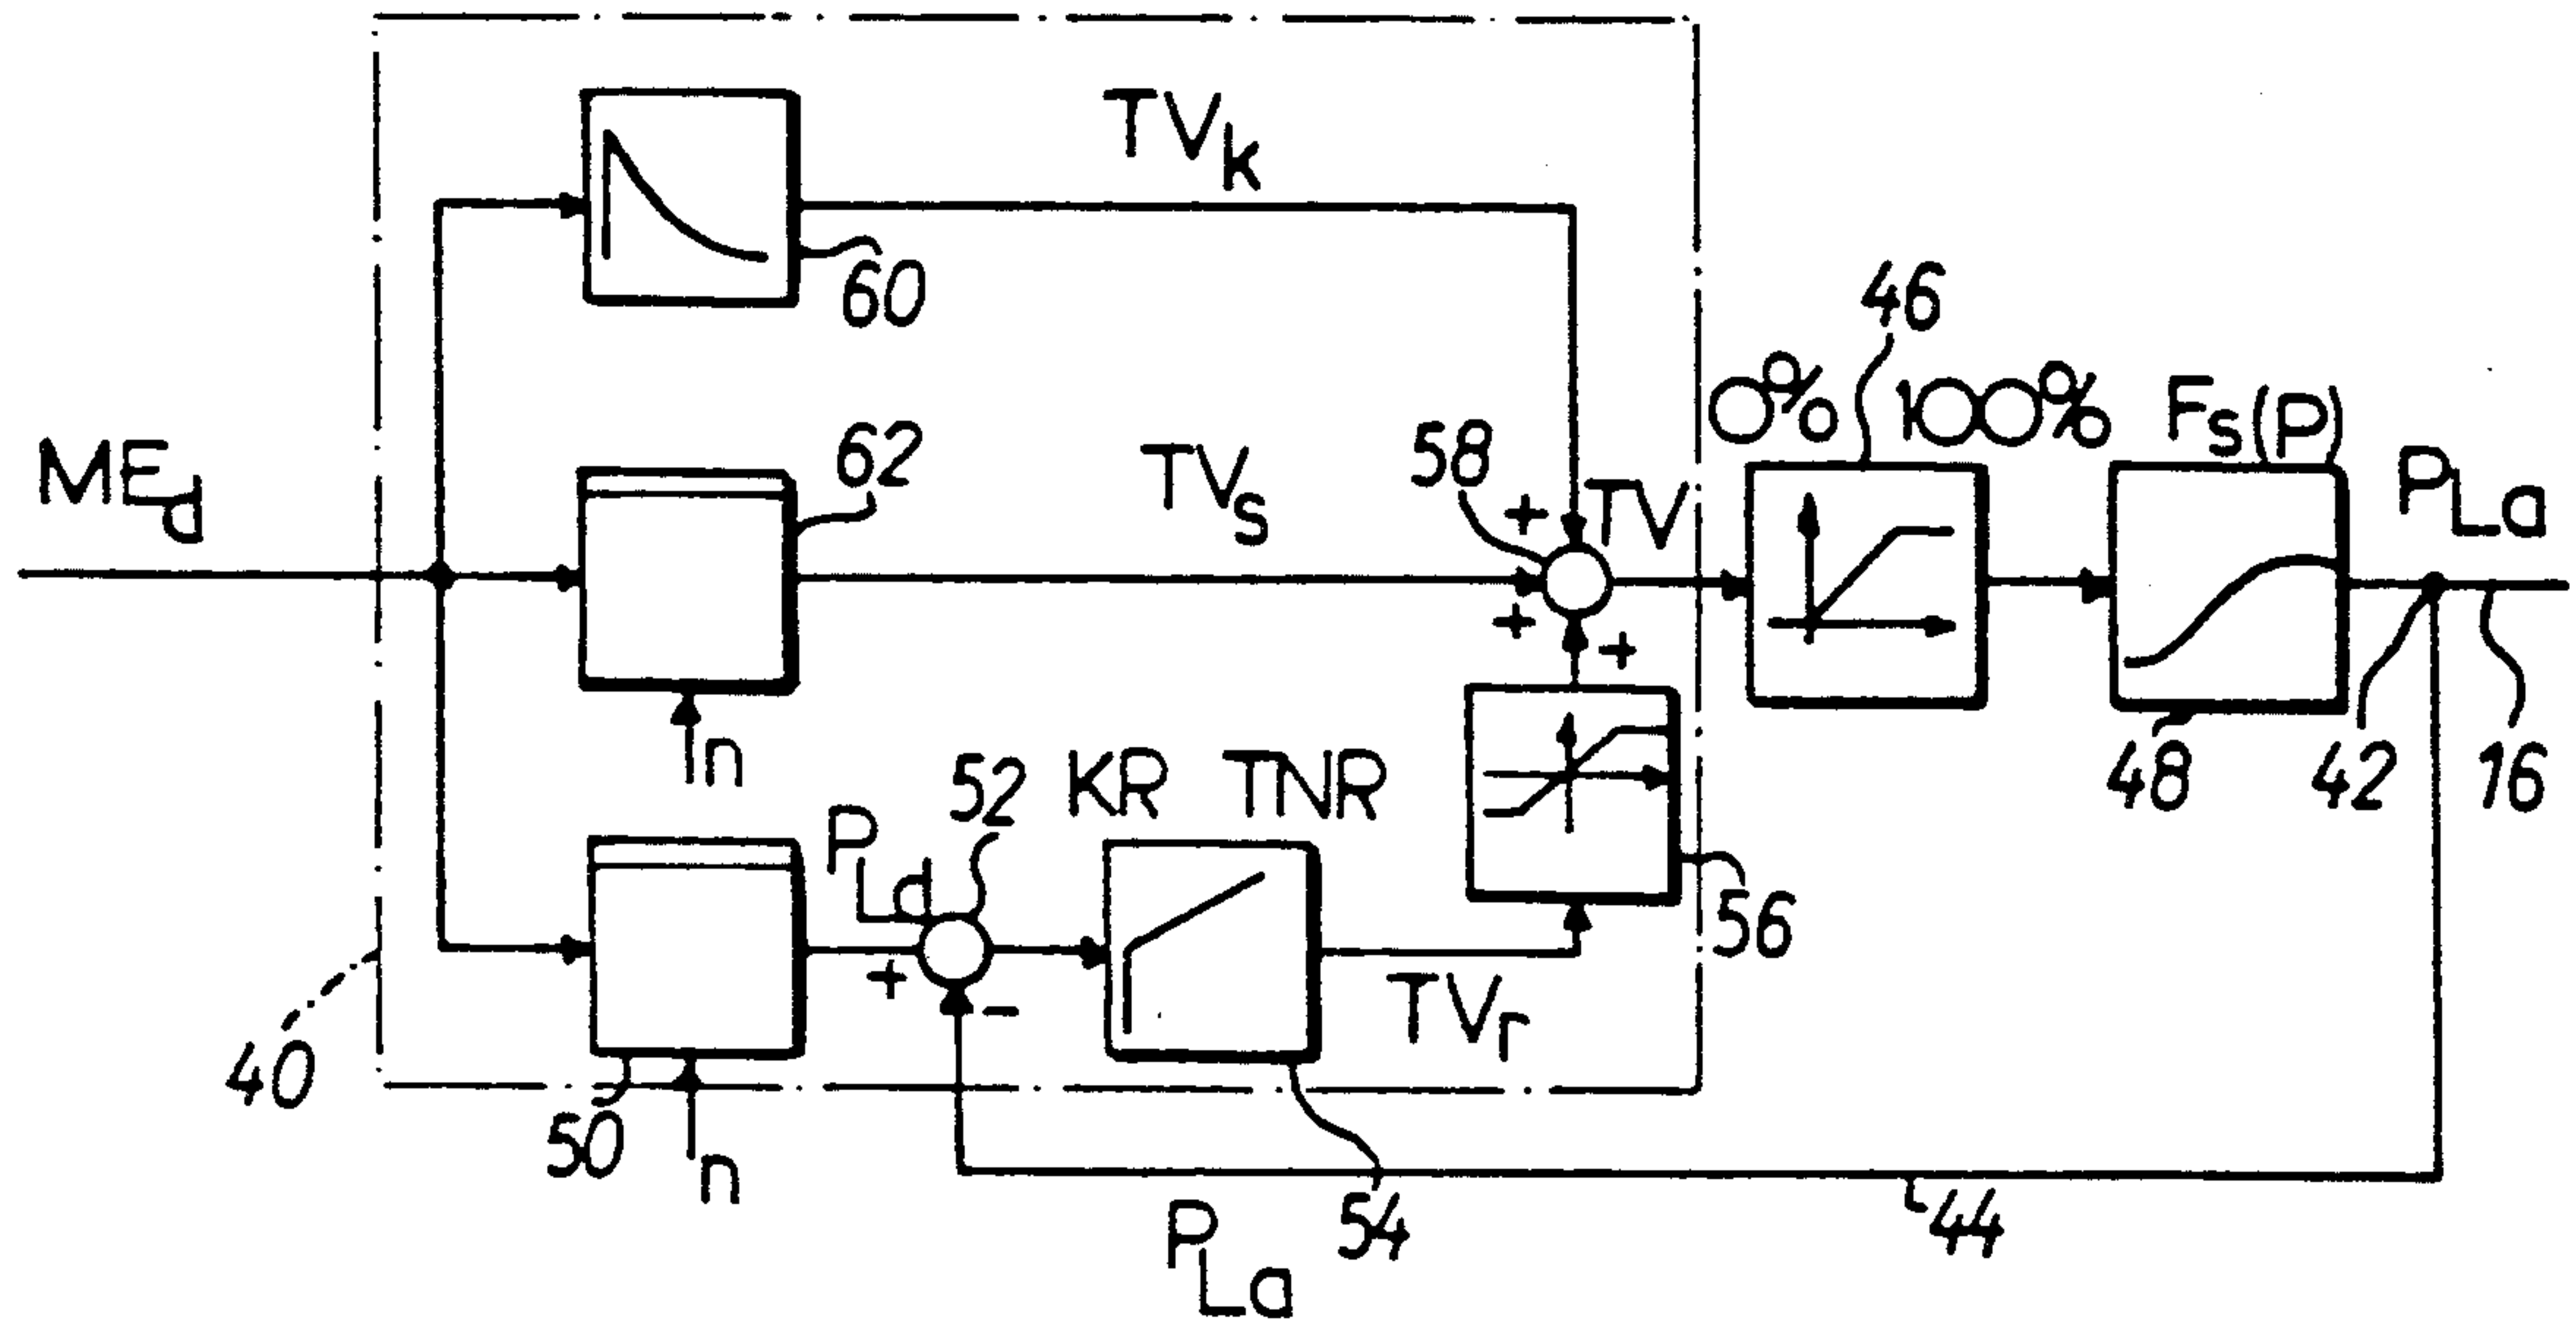 TVk
60
46
0% 100% Fs(P)
MEd
62
TVs
58
TV
PLa
+
+
+
n
PLd
52
KR TNR
48
42
16
56
+
-
TVr
40
50
n
54
44
PLa